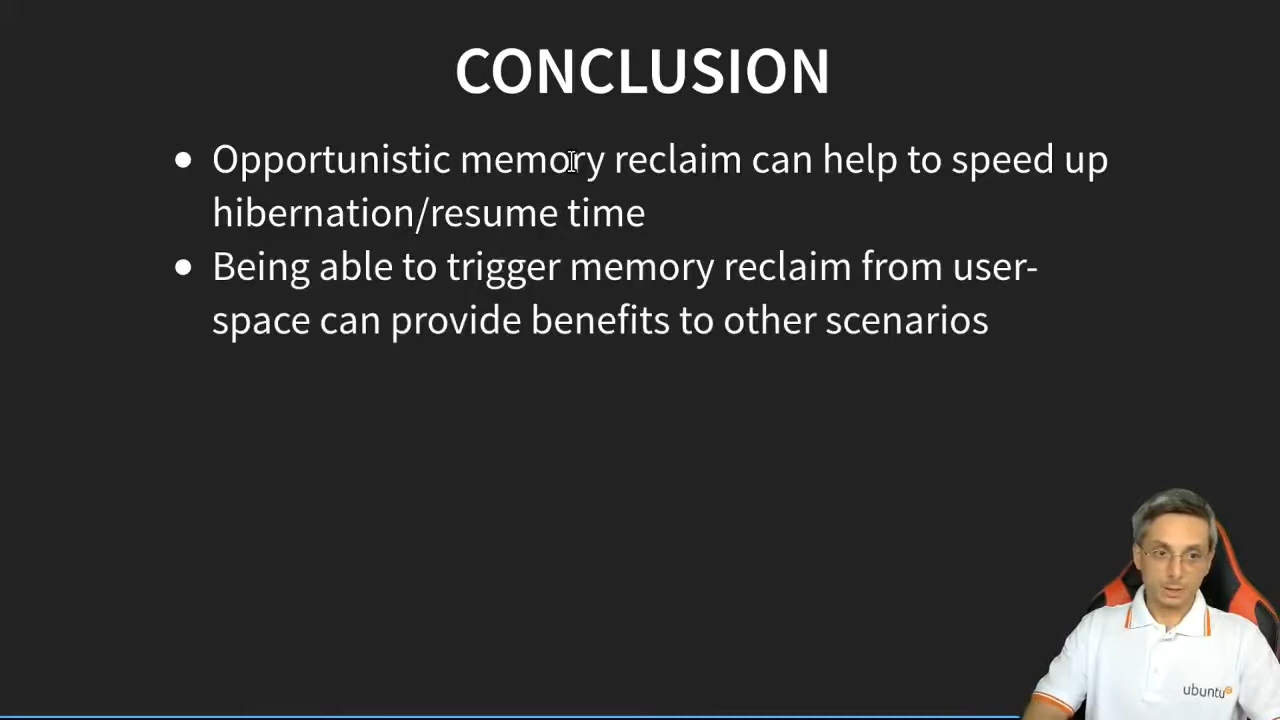 CONCLUSION
Opportunistic memory reclaim can help to speed up
hibernation/resume time
Being able to trigger memory reclaim from user-
space can provide benefits to other scenarios
ubuntu